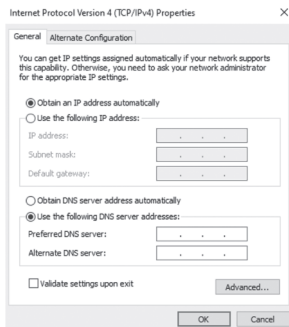 Internet Protocol Version 4 (TCP/IPv4) Properties
General
Alternate Configuration
You can get IP settings assigned automatically if your network supports
this capability. Otherwise, you need to ask your network administrator
for the appropriate IP settings.
Obtain an IP address automatically
Use the following IP address:
IP address:
Subnet mask:
Default gateway:
Obtain DNS server address automatically
Use the following DNS server addresses:
Preferred DNS server:
Alternate DNS server:
Validate settings upon exit
Advanced...
OK
Cancel